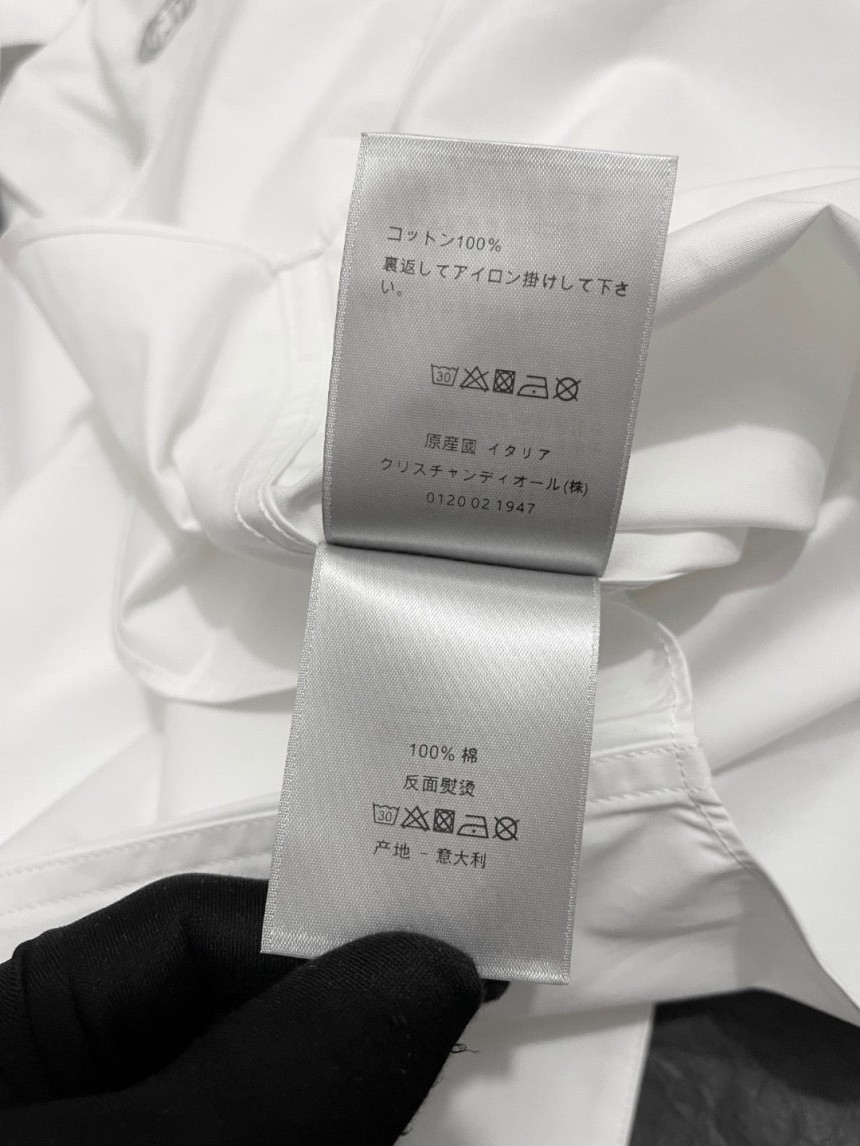 コットン100%
裏返してアイロン掛けして下さ
い。
30
原産國 イタリア
クリスチャンディオール(株)
0120 02 1947
100% 棉
反面熨烫
30
产地 - 意大利